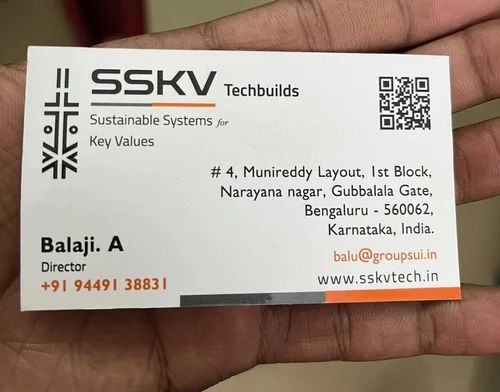 SSKV Techbuilds
Sustainable Systems for
Key Values
# 4, Munireddy Layout, 1st Block,
Narayana nagar, Gubbalala Gate,
Bengaluru - 560062,
Karnataka, India.
Balaji. A
Director
+91 94491 38831
balu@groupsui.in
www.sskvtech.in